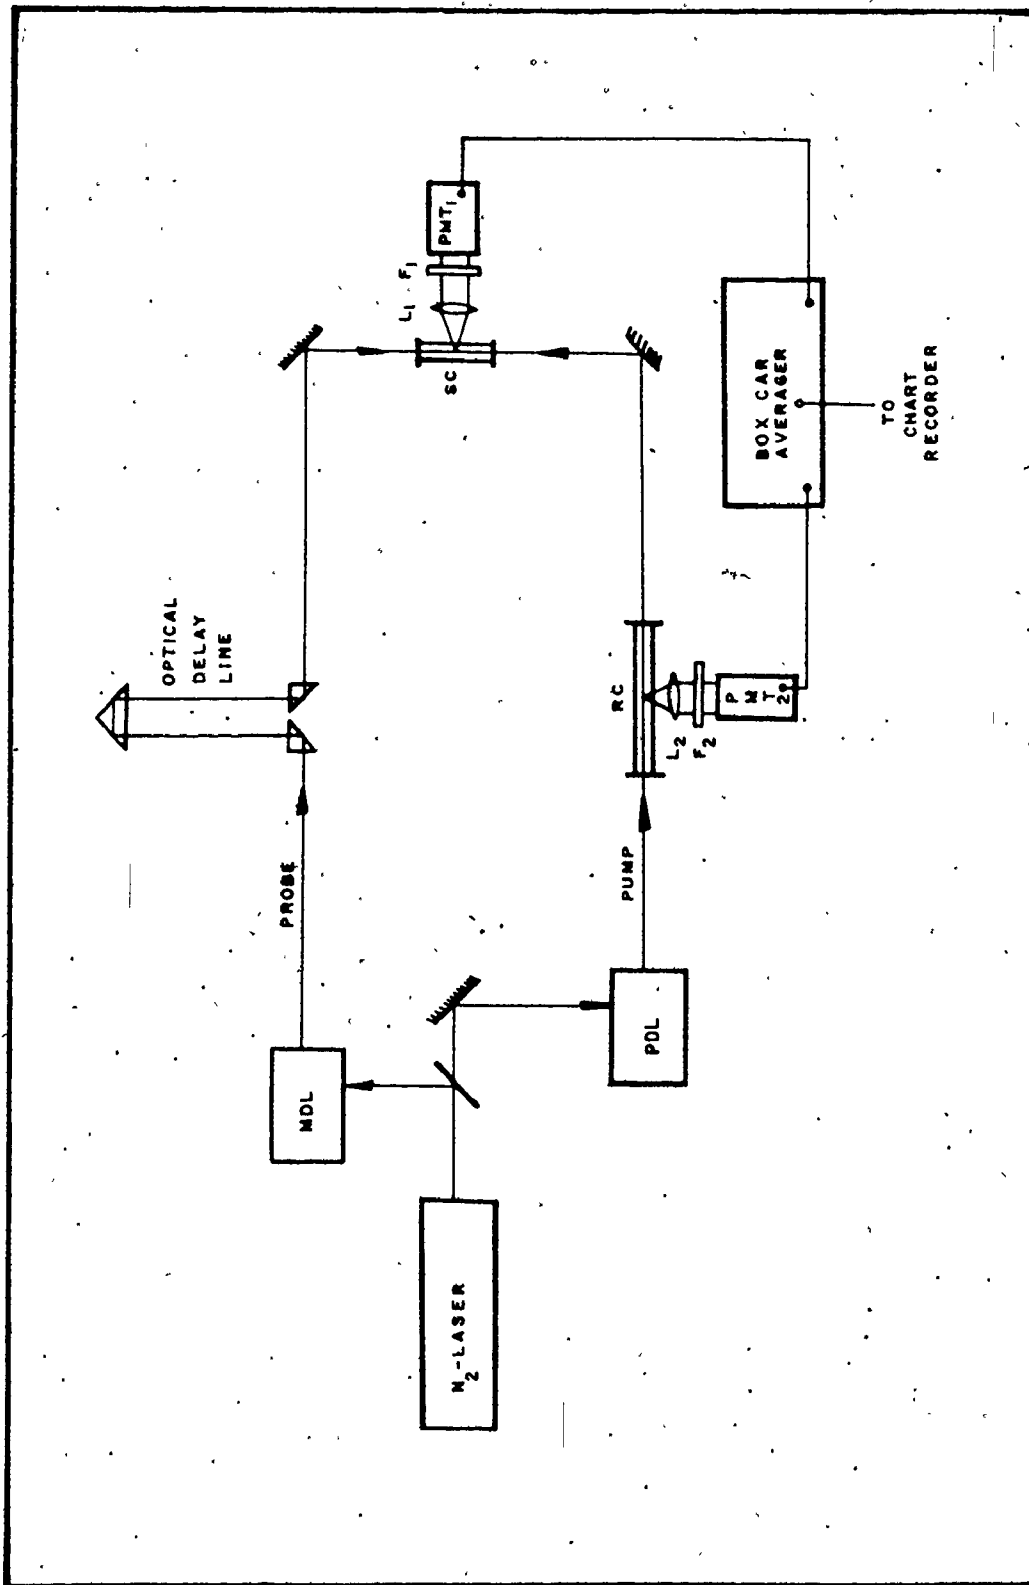 OPTICAL
DELAY
LINE
PROBE
MDL
N2-LASER
PUMP
PDL
RC
L2
F2
PMT2
SC
L1
F1
PMT1
BOX CAR
AVERAGER
TO
CHART
RECORDER